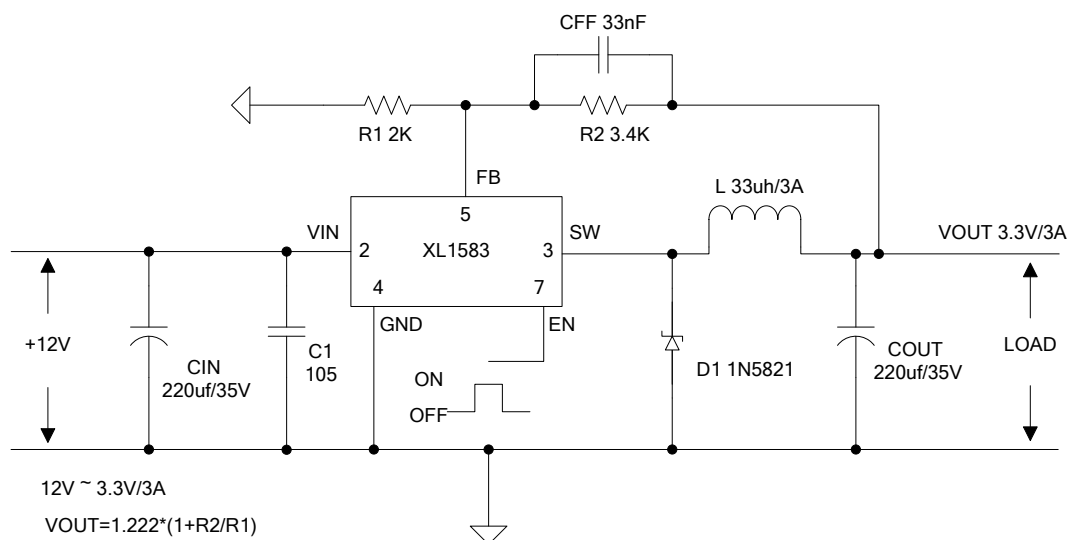 CFF 33nF
R1 2K
R2 3.4K
FB
L 33uh/3A
5
VIN
SW
VOUT 3.3V/3A
2
XL1583
3
4
7
GND
EN
+12V
CIN
220uf/35V
C1
105
ON
OFF
D1 1N5821
COUT
220uf/35V
LOAD
12V ~ 3.3V/3A
VOUT=1.222*(1+R2/R1)